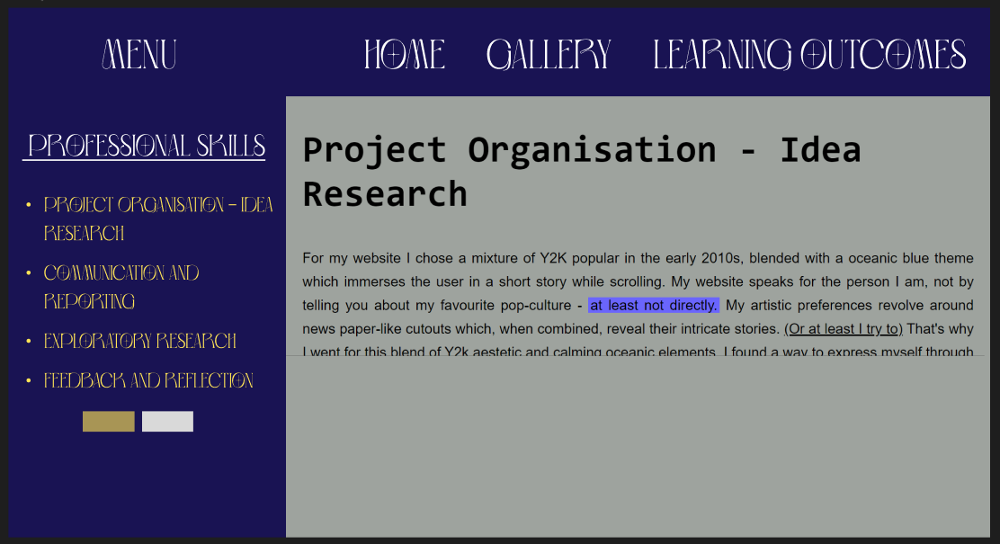 MENU
HOME GALLERY LEARNING OUTCOMES
PROFESSIONAL SKILLS
• PROJECT ORGANISATION – IDEA
RESEARCH
• COMMUNICATION AND
REPORTING
• EXPLORATORY RESEARCH
• FEEDBACK AND REFLECTION
Project Organisation - Idea
Research
For my website I chose a mixture of Y2K popular in the early 2010s, blended with a oceanic blue theme
which immerses the user in a short story while scrolling. My website speaks for the person I am, not by
telling you about my favourite pop-culture - at least not directly. My artistic preferences revolve around
news paper-like cutouts which, when combined, reveal their intricate stories. (Or at least I try to) That's why
I went for this blend of Y2k aestetic and calming oceanic elements. I found a way to express myself through